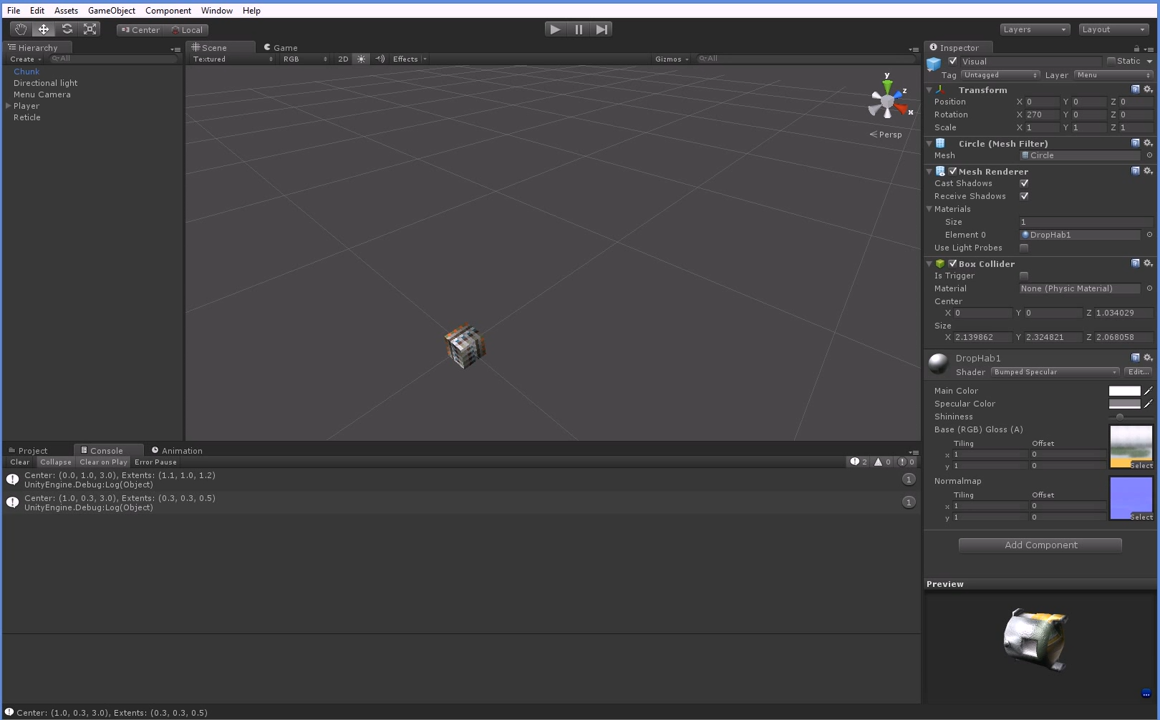 File Edit Assets GameObject Component Window Help
Center Local Layers Layout
Hierarchy
Create All
Chunk
Directional light
Menu Camera
Player
Reticle
Scene Game
Textured RGB 2D Effects Gizmos All
y
z
x
Persp
Project Console Animation
Clear Collapse Clear on Play Error Pause 2 0 0
Center: (0.0, 1.0, 3.0), Extents: (1.1, 1.0, 1.2)
UnityEngine.Debug:Log(Object)
1
Center: (1.0, 0.3, 3.0), Extents: (0.3, 0.3, 0.5)
UnityEngine.Debug:Log(Object)
1
Center: (1.0, 0.3, 3.0), Extents: (0.3, 0.3, 0.5)
Inspector
Visual Static
Tag Untagged Layer Menu
Transform
Position X 0 Y 0 Z 0
Rotation X 270 Y 0 Z 0
Scale X 1 Y 1 Z 1
Circle (Mesh Filter)
Mesh Circle
Mesh Renderer
Cast Shadows
Receive Shadows
Materials
Size 1
Element 0 DropHab1
Use Light Probes
Box Collider
Is Trigger
Material None (Physic Material)
Center
X 0 Y 0 Z 1.034029
Size
X 2.139862 Y 2.324821 Z 2.068058
DropHab1
Shader Bumped Specular Edit...
Main Color
Specular Color
Shininess
Base (RGB) Gloss (A)
Tiling Offset
x 1 0
y 1 0
Select
Normalmap
Tiling Offset
x 1 0
y 1 0
Select
Add Component
Preview